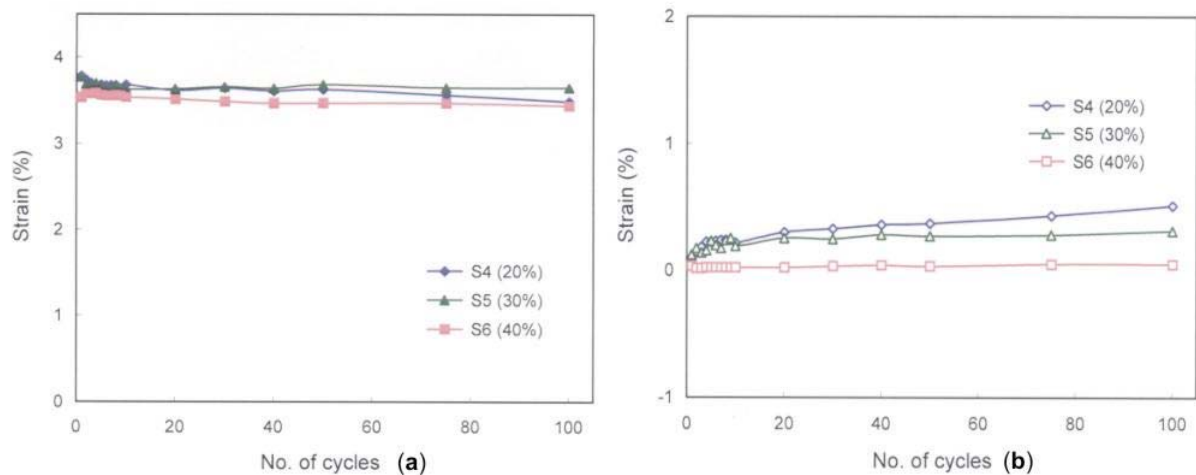 4
3
2
1
0
Strain (%)
S4 (20%)
S5 (30%)
S6 (40%)
0 20 40 60 80 100
No. of cycles (a)
2
1
0
-1
Strain (%)
S4 (20%)
S5 (30%)
S6 (40%)
0 20 40 60 80 100
No. of cycles (b)